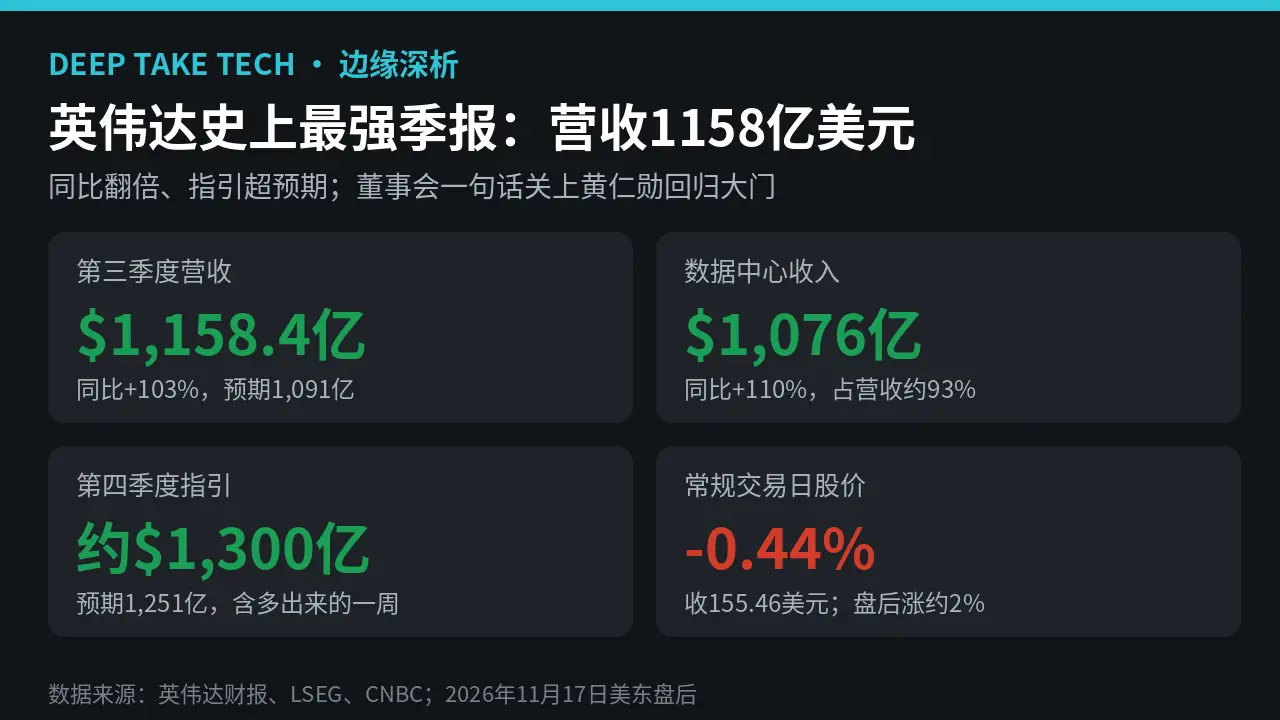 DEEP TAKE TECH · 边缘深析
英伟达史上最强季报：营收1158亿美元
同比翻倍、指引超预期；董事会一句话关上黄仁勋回归大门
第三季度营收
$1,158.4亿
同比+103%，预期1,091亿
数据中心收入
$1,076亿
同比+110%，占营收约93%
第四季度指引
约$1,300亿
预期1,251亿，含多出来的一周
常规交易日股价
-0.44%
收155.46美元；盘后涨约2%
数据来源：英伟达财报、LSEG、CNBC；2026年11月17日美东盘后